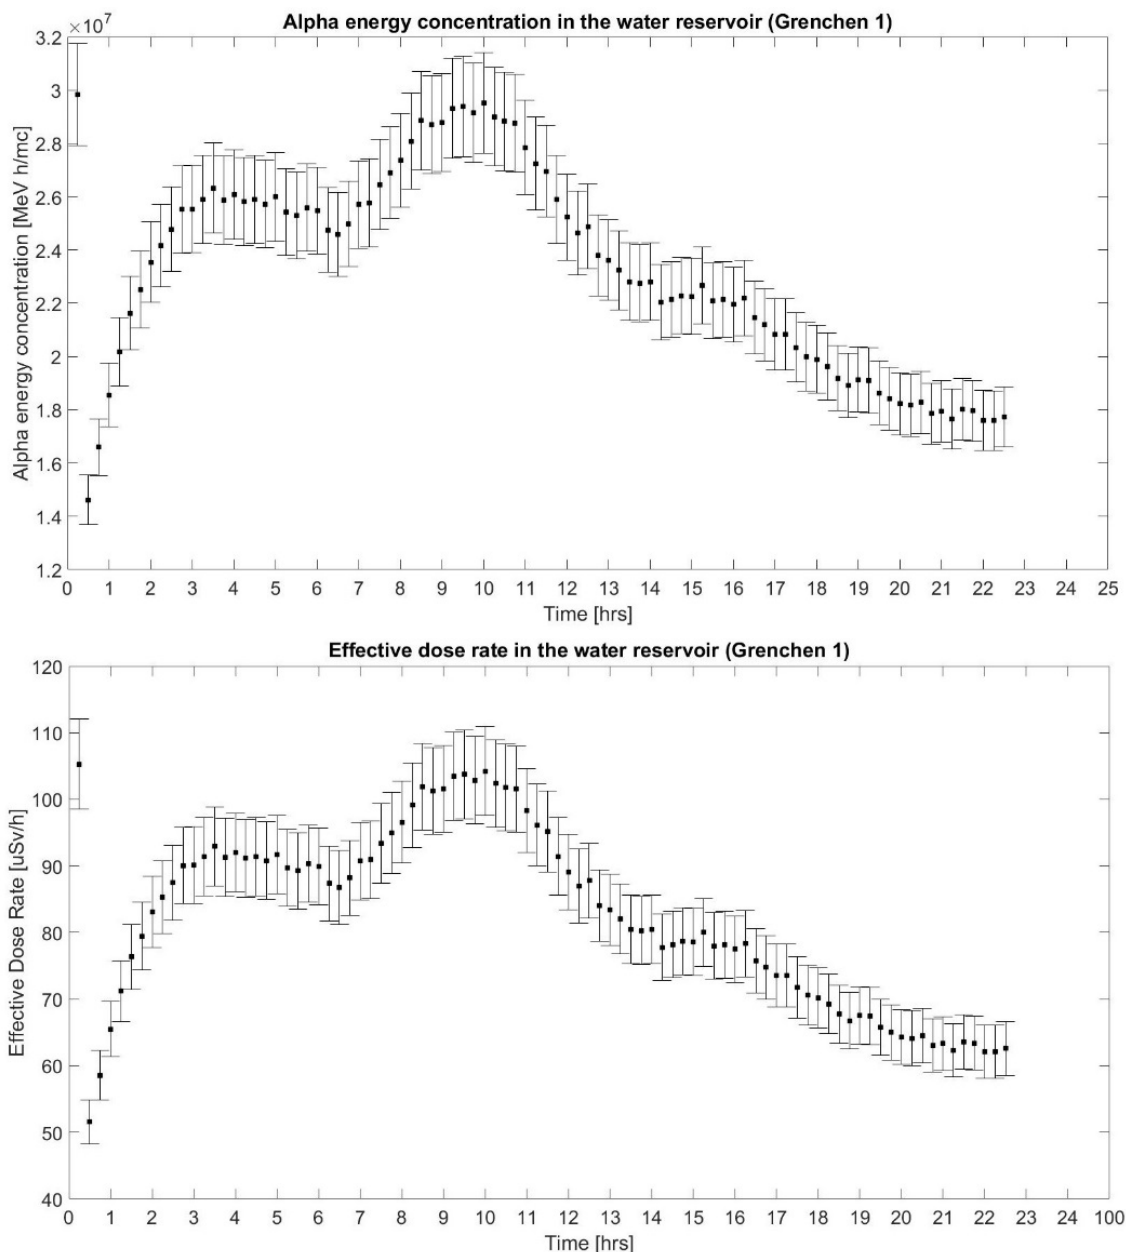 Alpha energy concentration in the water reservoir (Grenchen 1)
×10⁷
3.2
3
2.8
2.6
2.4
2.2
2
1.8
1.6
1.4
1.2
Alpha energy concentration [MeV h/mc]
0 1 2 3 4 5 6 7 8 9 10 11 12 13 14 15 16 17 18 19 20 21 22 23 24 25
Time [hrs]
Effective dose rate in the water reservoir (Grenchen 1)
120
110
100
90
80
70
60
50
40
Effective Dose Rate [uSv/h]
0 1 2 3 4 5 6 7 8 9 10 11 12 13 14 15 16 17 18 19 20 21 22 23 24 100
Time [hrs]